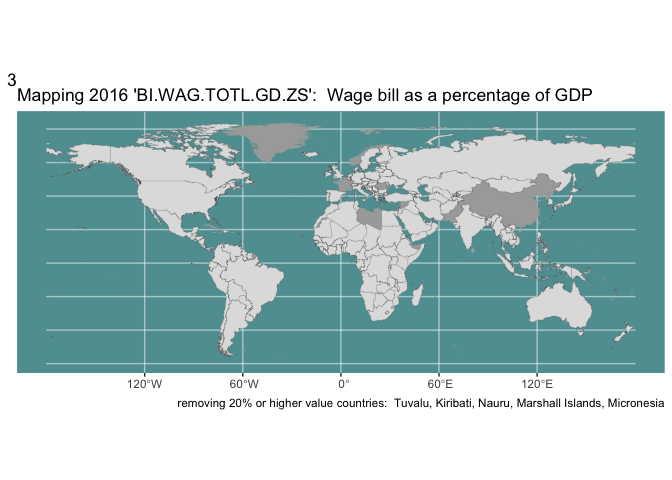 3
Mapping 2016 'BI.WAG.TOTL.GD.ZS':  Wage bill as a percentage of GDP
120°W 60°W 0° 60°E 120°E
removing 20% or higher value countries:  Tuvalu, Kiribati, Nauru, Marshall Islands, Micronesia